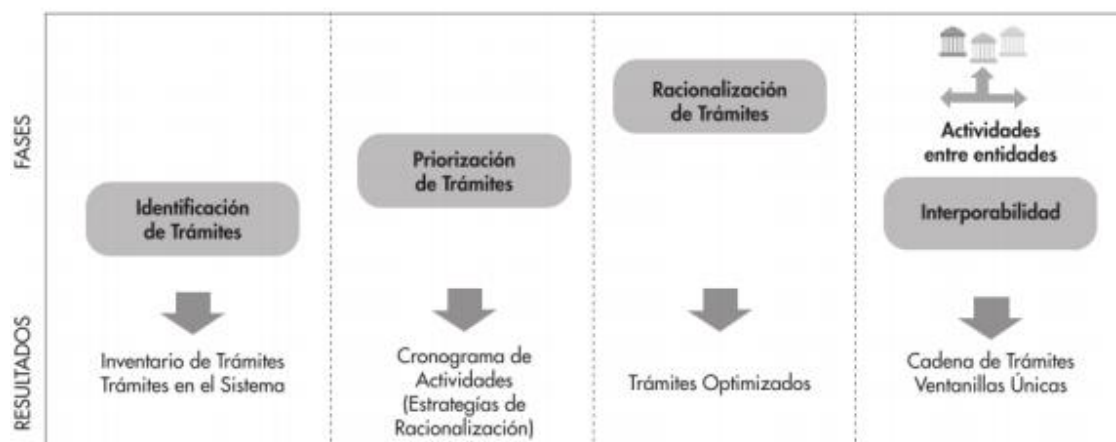 FASES
Identificación
de Trámites
Priorización
de Trámites
Racionalización
de Trámites
Actividades
entre entidades
Interporabilidad
RESULTADOS
Inventario de Trámites
Trámites en el Sistema
Cronograma de
Actividades
(Estrategías de
Racionalización)
Trámites Optimizados
Cadena de Trámites
Ventanillas Únicas